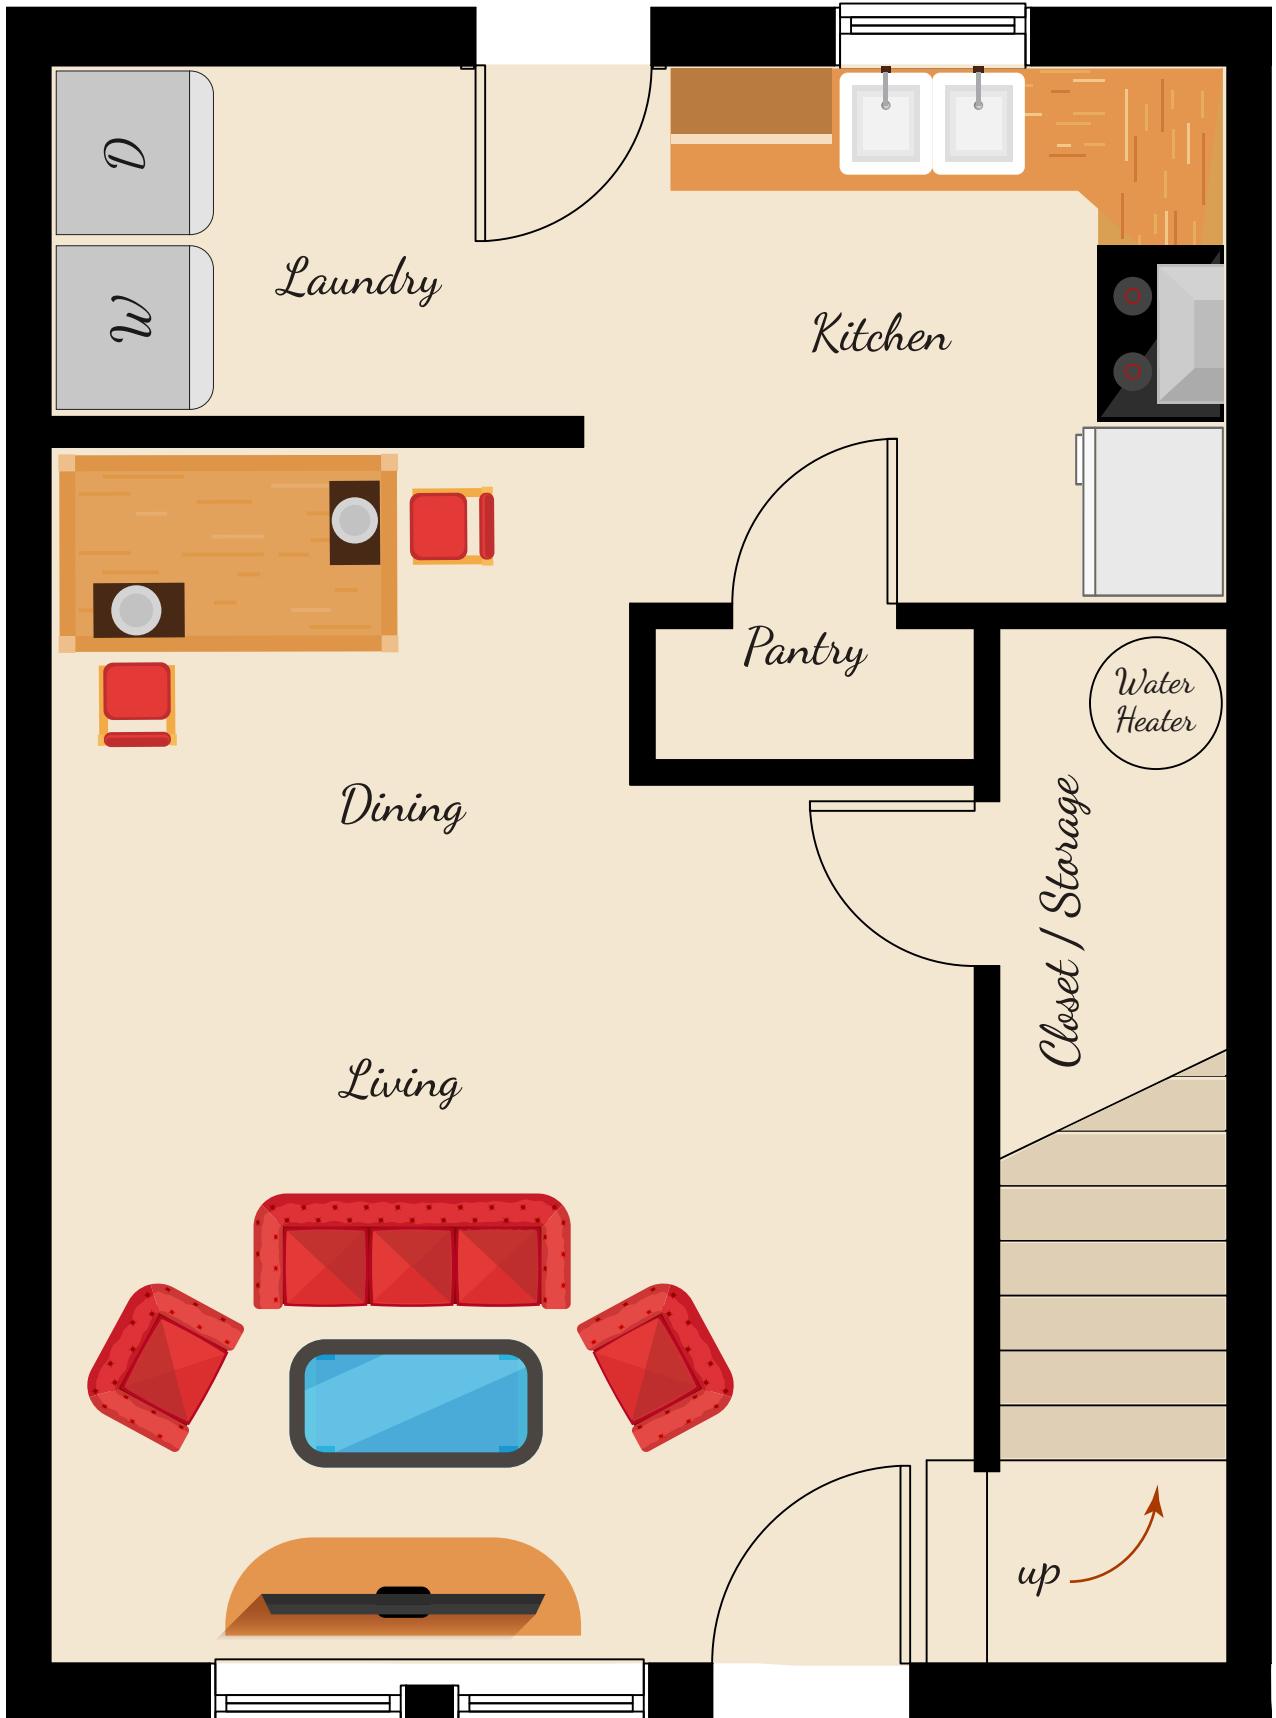 D
W
Laundry
Kitchen
Pantry
Water
Heater
Dining
Closet / Storage
Living
up